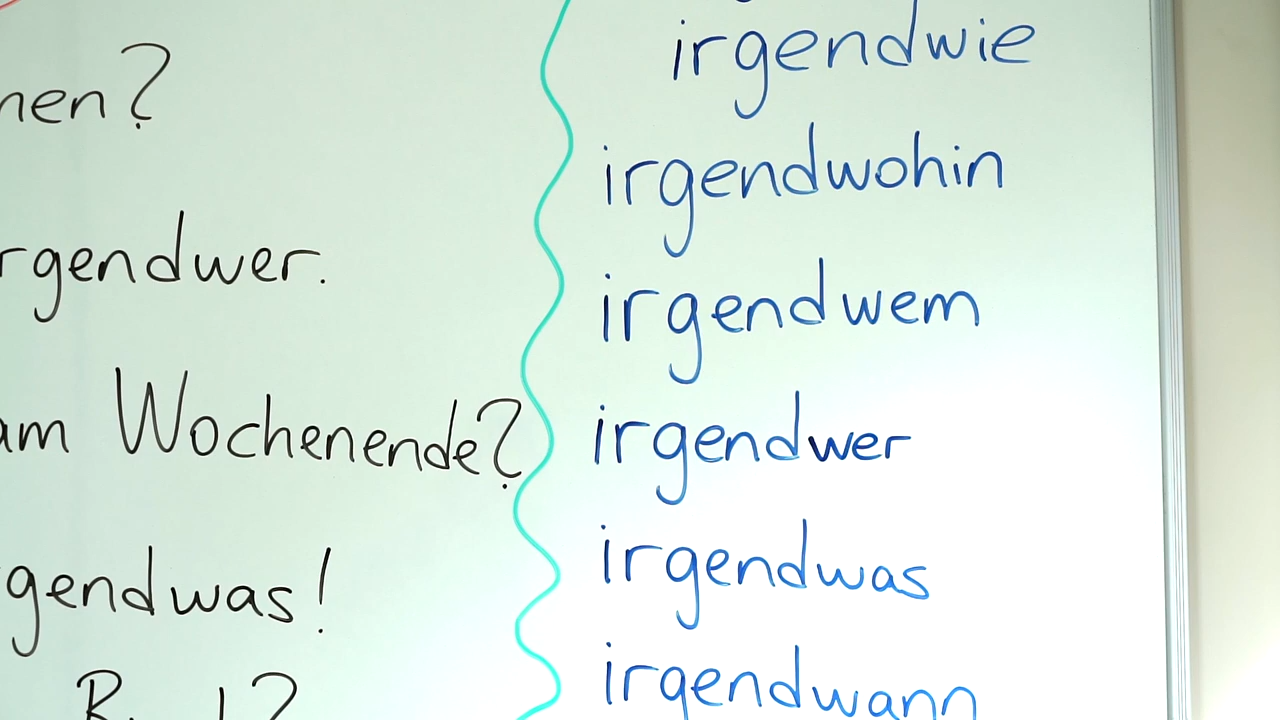 nen?
rgendwer.
am Wochenende?
gendwas!
irgendwie
irgendwohin
irgendwem
irgendwer
irgendwas
irgendwann